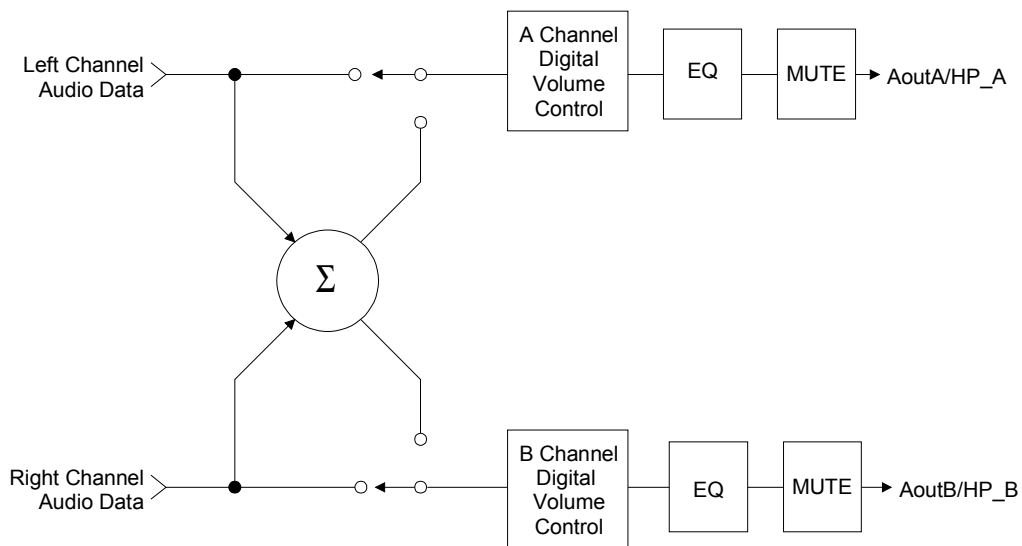 Left Channel
Audio Data
A Channel
Digital
Volume
Control
EQ
MUTE
AoutA/HP_A
Σ
Right Channel
Audio Data
B Channel
Digital
Volume
Control
EQ
MUTE
AoutB/HP_B